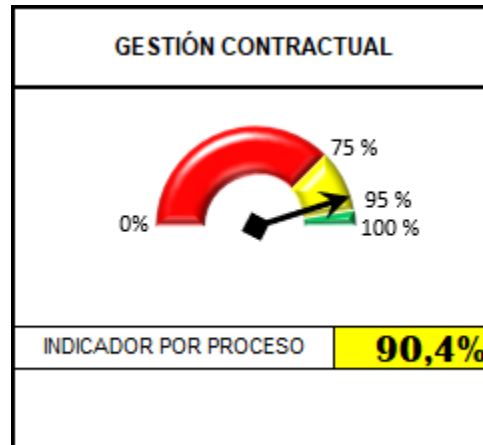 GESTIÓN CONTRACTUAL
75 %
95 %
0%
100 %
INDICADOR POR PROCESO 90,4%